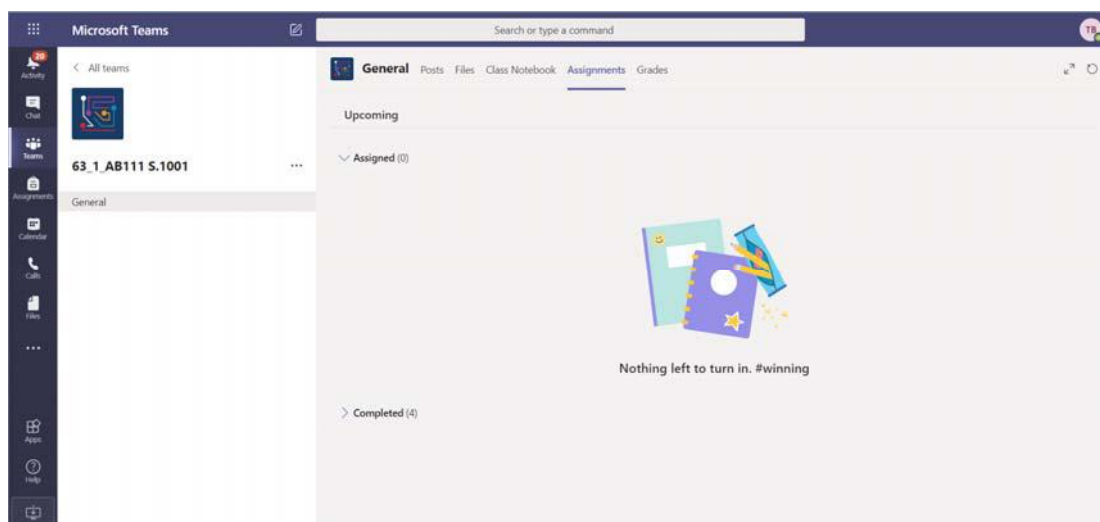 Microsoft Teams
Search or type a command
TB
20
Activity
Chat
Teams
Assignments
Calendar
Calls
Files
Apps
Help
All teams
63_1_AB111 S.1001
General
General Posts Files Class Notebook Assignments Grades
Upcoming
Assigned (0)
Nothing left to turn in. #winning
Completed (4)